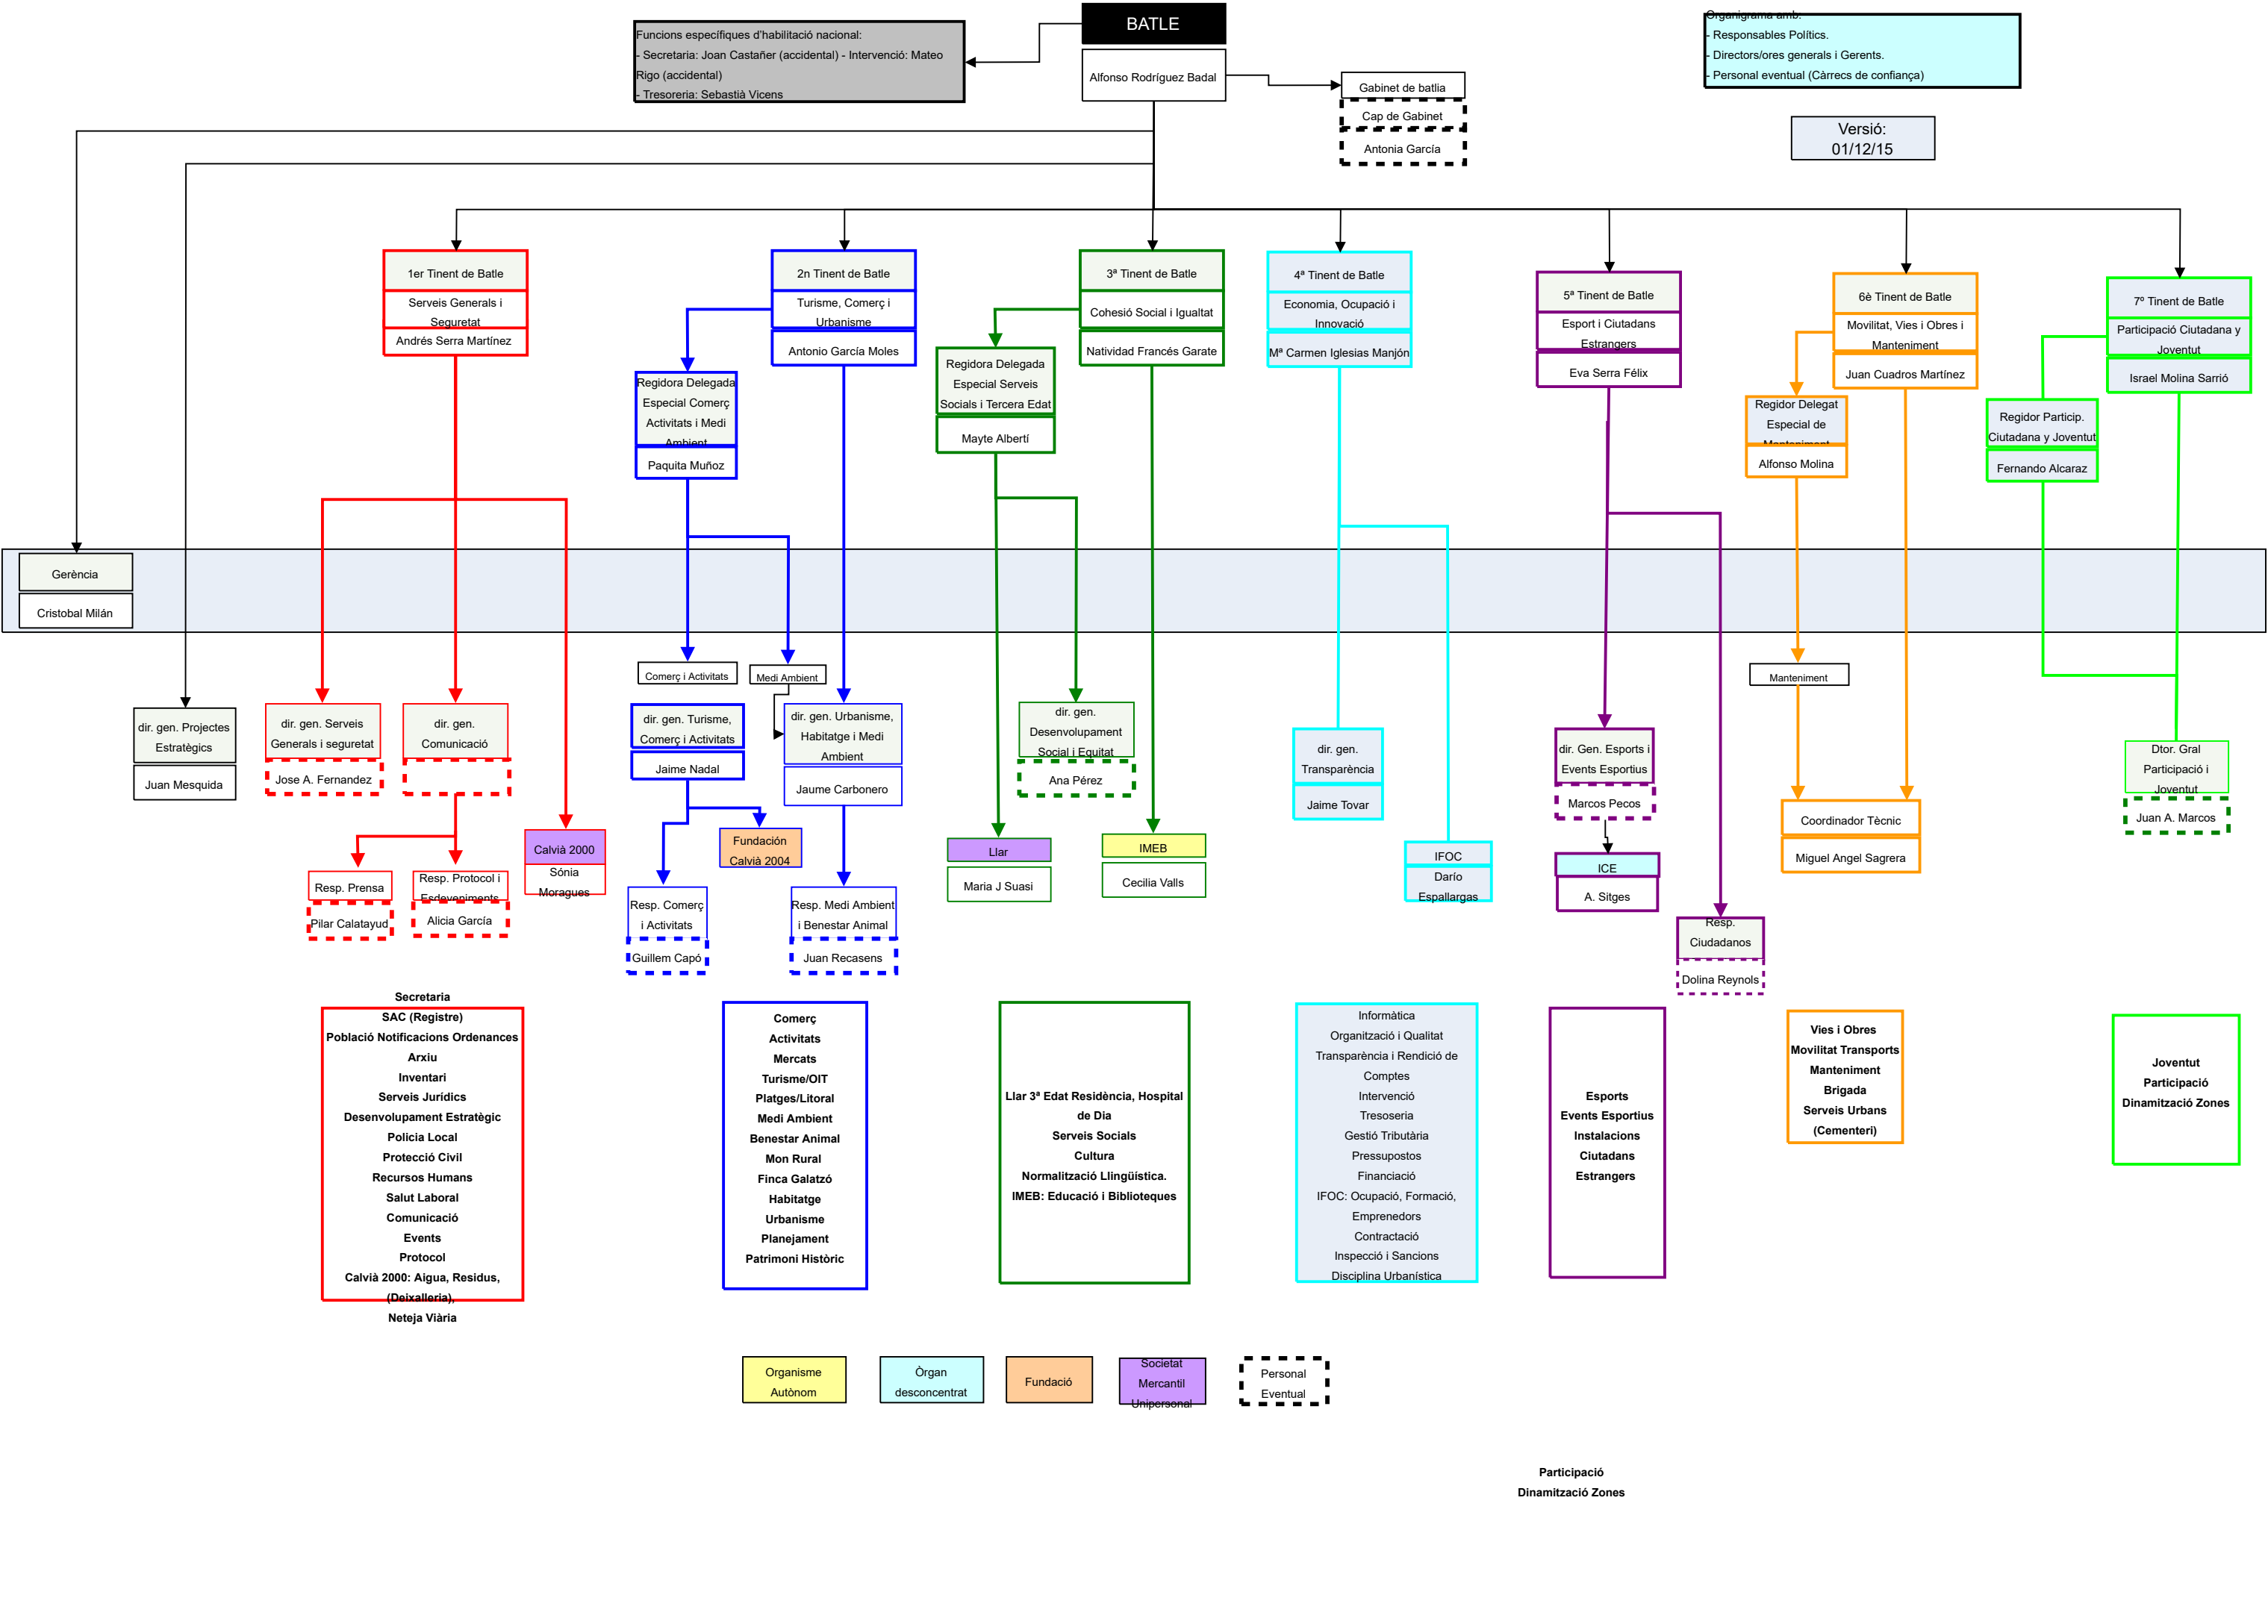 BATLE
Alfonso Rodríguez Badal
Funcions específiques d'habilitació nacional:
- Secretaria: Joan Castañer (accidental) - Intervenció: Mateo
Rigo (accidental)
- Tresoreria: Sebastià Vicens
Gabinet de batlia
Cap de Gabinet
Antonia García
Organigrama amb:
- Responsables Polítics.
- Directors/ores generals i Gerents.
- Personal eventual (Càrrecs de confiança)
Versió:
01/12/15
1er Tinent de Batle
Serveis Generals i
Seguretat
Andrés Serra Martínez
2n Tinent de Batle
Turisme, Comerç i
Urbanisme
Antonio García Moles
3ª Tinent de Batle
Cohesió Social i Igualtat
Natividad Francés Garate
4ª Tinent de Batle
Economia, Ocupació i
Innovació
Mª Carmen Iglesias Manjón
5ª Tinent de Batle
Esport i Ciutadans
Estrangers
Eva Serra Félix
6è Tinent de Batle
Movilitat, Vies i Obres i
Manteniment
Juan Cuadros Martínez
7º Tinent de Batle
Participació Ciutadana y
Joventut
Israel Molina Sarrió
Regidora Delegada
Especial Comerç
Activitats i Medi
Ambient
Paquita Muñoz
Regidora Delegada
Especial Serveis
Socials i Tercera Edat
Mayte Albertí
Regidor Delegat
Especial de
Manteniment
Alfonso Molina
Regidor Particip.
Ciutadana y Joventut
Fernando Alcaraz
Gerència
Cristobal Milán
Comerç i Activitats
Medi Ambient
Manteniment
dir. gen. Projectes
Estratègics
Juan Mesquida
dir. gen. Serveis
Generals i seguretat
Jose A. Fernandez
dir. gen.
Comunicació
dir. gen. Turisme,
Comerç i Activitats
Jaime Nadal
dir. gen. Urbanisme,
Habitatge i Medi
Ambient
Jaume Carbonero
dir. gen.
Desenvolupament
Social i Equitat
Ana Pérez
dir. gen.
Transparència
Jaime Tovar
dir. Gen. Esports i
Events Esportius
Marcos Pecos
Coordinador Tècnic
Miguel Angel Sagrera
Dtor. Gral
Participació i
Joventut
Juan A. Marcos
Calvià 2000
Sónia
Moragues
Fundación
Calvià 2004
Llar
Maria J Suasi
IMEB
Cecilia Valls
IFOC
Darío
Espallargas
ICE
A. Sitges
Resp. Prensa
Pilar Calatayud
Resp. Protocol i
Esdeveniments
Alicia García
Resp. Comerç
i Activitats
Guillem Capó
Resp. Medi Ambient
i Benestar Animal
Juan Recasens
Resp.
Ciudadanos
Dolina Reynols
Secretaria
SAC (Registre)
Població Notificacions Ordenances
Arxiu
Inventari
Serveis Jurídics
Desenvolupament Estratègic
Policia Local
Protecció Civil
Recursos Humans
Salut Laboral
Comunicació
Events
Protocol
Calvià 2000: Aigua, Residus,
(Deixalleria),
Neteja Viària
Comerç
Activitats
Mercats
Turisme/OIT
Platges/Litoral
Medi Ambient
Benestar Animal
Mon Rural
Finca Galatzó
Habitatge
Urbanisme
Planejament
Patrimoni Històric
Llar 3ª Edat Residència, Hospital
de Dia
Serveis Socials
Cultura
Normalització Llingüística.
IMEB: Educació i Biblioteques
Informàtica
Organització i Qualitat
Transparència i Rendició de
Comptes
Intervenció
Tresoseria
Gestió Tributària
Pressupostos
Financiació
IFOC: Ocupació, Formació,
Emprenedors
Contractació
Inspecció i Sancions
Disciplina Urbanística
Esports
Events Esportius
Instalacions
Ciutadans
Estrangers
Vies i Obres
Movilitat Transports
Manteniment
Brigada
Serveis Urbans
(Cementeri)
Joventut
Participació
Dinamització Zones
Organisme
Autònom
Òrgan
desconcentrat
Fundació
Societat
Mercantil
Unipersonal
Personal
Eventual
Participació
Dinamització Zones